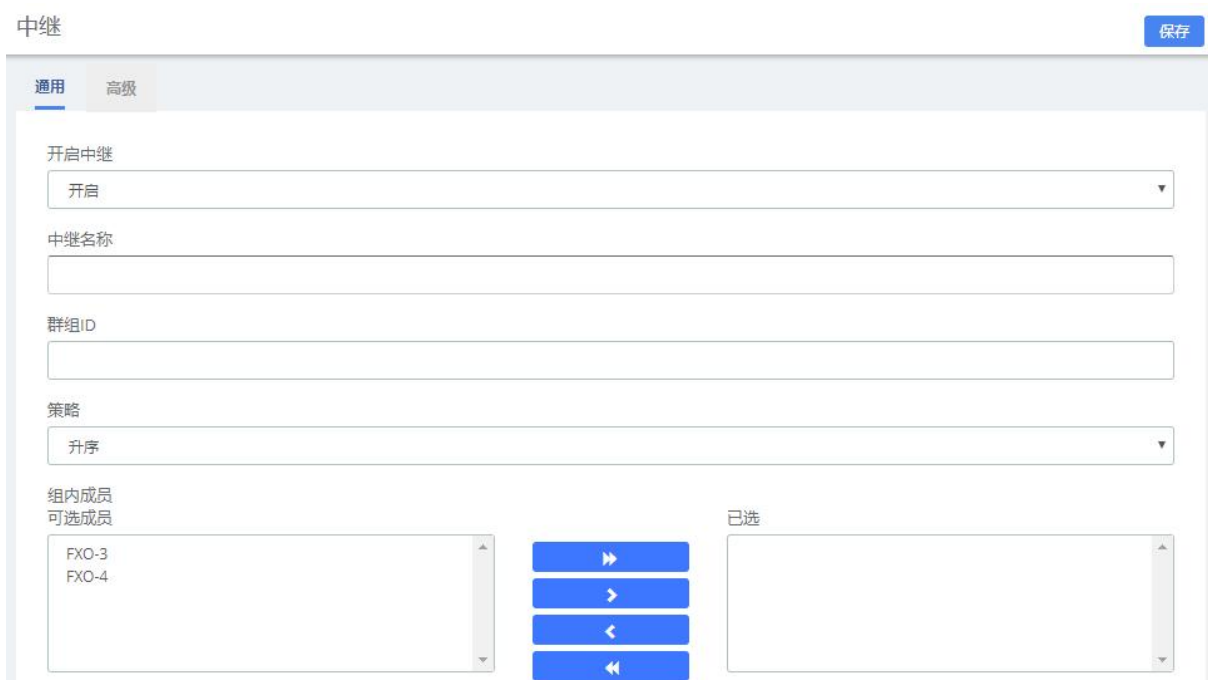 中继
保存
通用
高级
开启中继
开启
中继名称
群组ID
策略
升序
组内成员
可选成员
已选
FXO-3
FXO-4